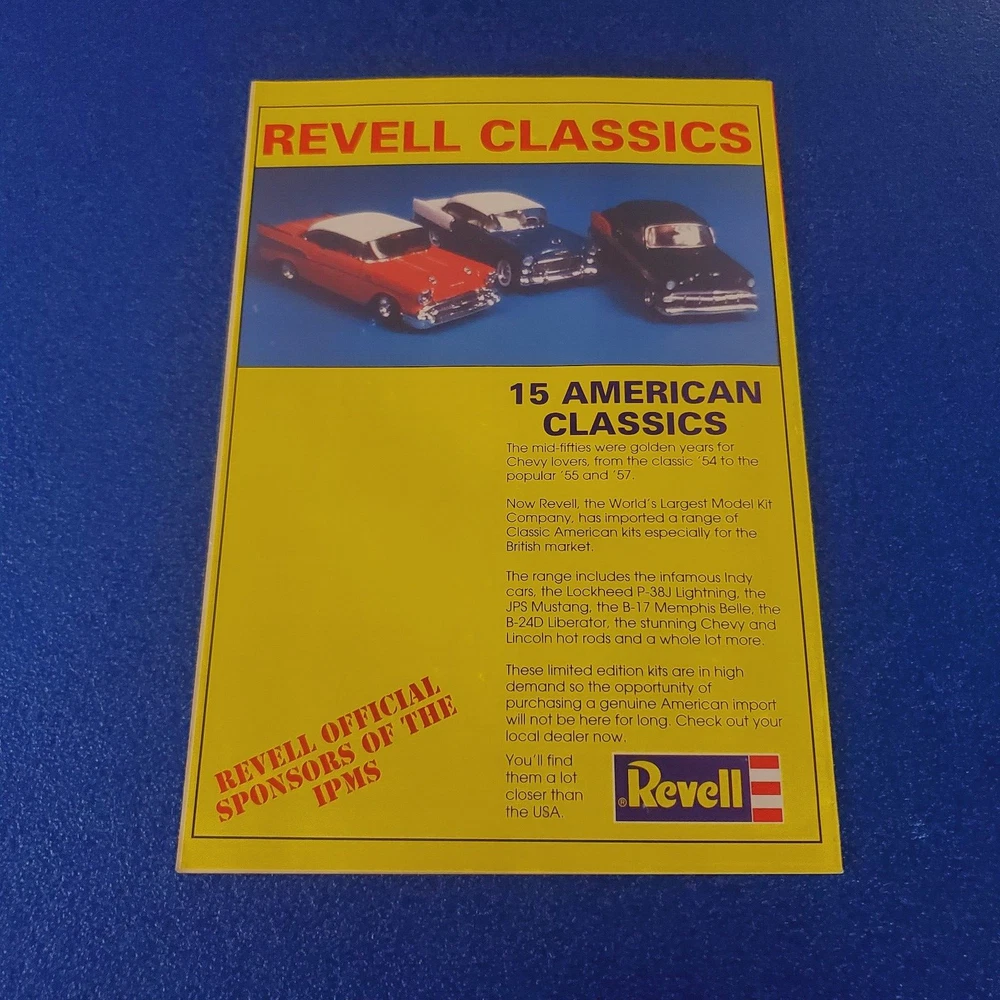 REVELL CLASSICS
15 AMERICAN
CLASSICS
The mid-fifties were golden years for
Chevy lovers, from the classic '54 to the
popular '55 and '57.
Now Revell, the World's Largest Model Kit
Company, has imported a range of
Classic American kits especially for the
British market.
The range includes the infamous Indy
cars, the Lockheed P-38J Lightning, the
JPS Mustang, the B-17 Memphis Belle, the
B-24D Liberator, the stunning Chevy and
Lincoln hot rods and a whole lot more.
These limited edition kits are in high
demand so the opportunity of
purchasing a genuine American import
will not be here for long. Check out your
local dealer now.
You'll find
them a lot
closer than
the USA.
REVELL OFFICIAL
SPONSORS OF THE
IPMS
® Revell